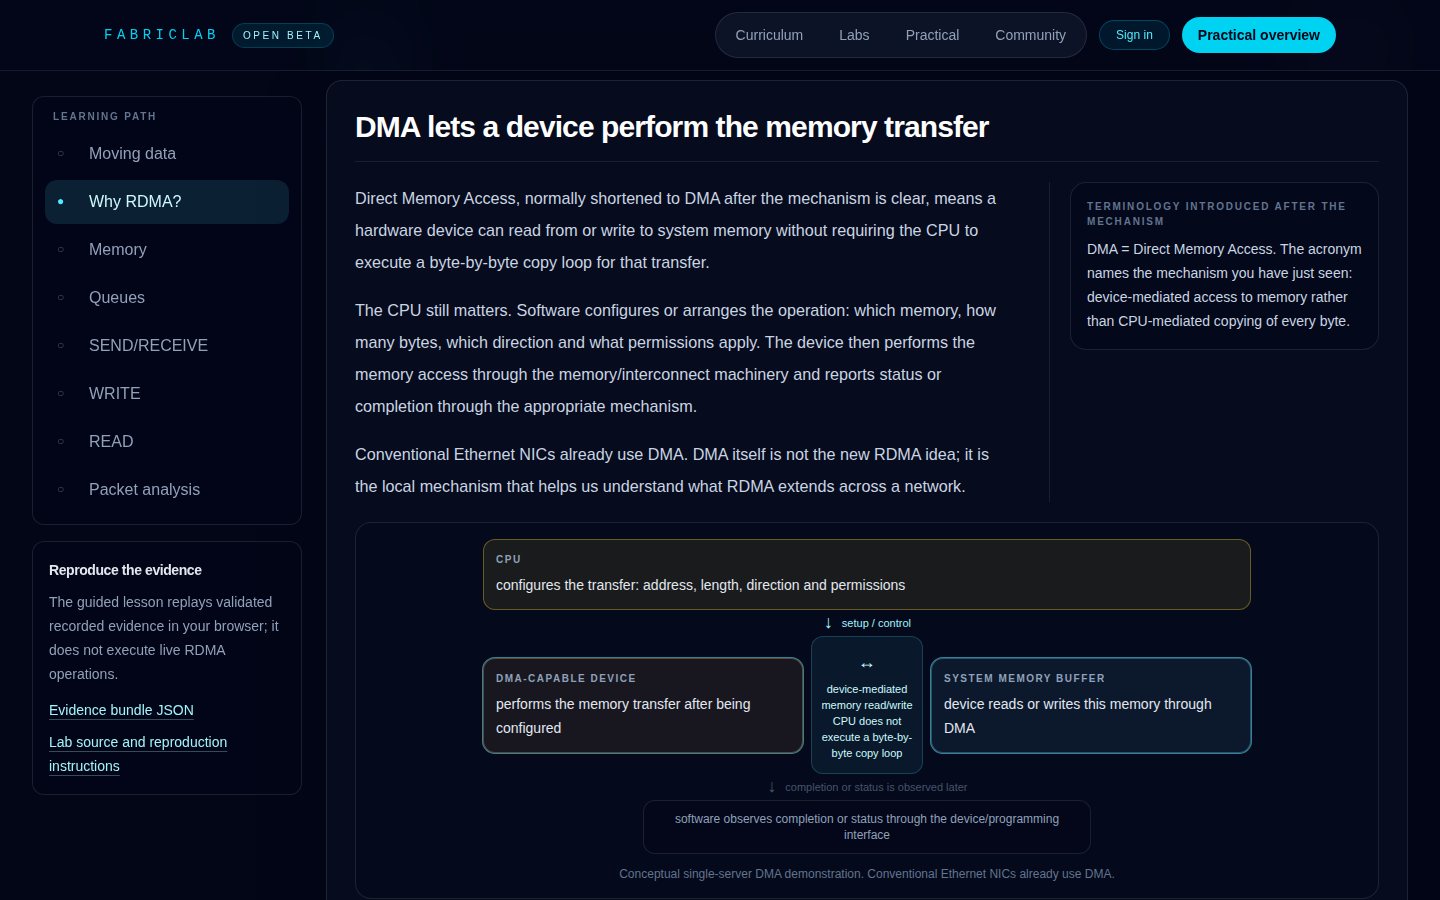 FABRICLAB
OPEN BETA
Curriculum
Labs
Practical
Community
Sign in
Practical overview
LEARNING PATH
Moving data
Why RDMA?
Memory
Queues
SEND/RECEIVE
WRITE
READ
Packet analysis
Reproduce the evidence
The guided lesson replays validated
recorded evidence in your browser; it
does not execute live RDMA
operations.
Evidence bundle JSON
Lab source and reproduction
instructions
DMA lets a device perform the memory transfer
Direct Memory Access, normally shortened to DMA after the mechanism is clear, means a
hardware device can read from or write to system memory without requiring the CPU to
execute a byte-by-byte copy loop for that transfer.
The CPU still matters. Software configures or arranges the operation: which memory, how
many bytes, which direction and what permissions apply. The device then performs the
memory access through the memory/interconnect machinery and reports status or
completion through the appropriate mechanism.
Conventional Ethernet NICs already use DMA. DMA itself is not the new RDMA idea; it is
the local mechanism that helps us understand what RDMA extends across a network.
TERMINOLOGY INTRODUCED AFTER THE
MECHANISM
DMA = Direct Memory Access. The acronym
names the mechanism you have just seen:
device-mediated access to memory rather
than CPU-mediated copying of every byte.
CPU
configures the transfer: address, length, direction and permissions
↓ setup / control
DMA-CAPABLE DEVICE
performs the memory transfer after being
configured
↔
device-mediated
memory read/write
CPU does not
execute a byte-by-
byte copy loop
SYSTEM MEMORY BUFFER
device reads or writes this memory through
DMA
↓ completion or status is observed later
software observes completion or status through the device/programming
interface
Conceptual single-server DMA demonstration. Conventional Ethernet NICs already use DMA.